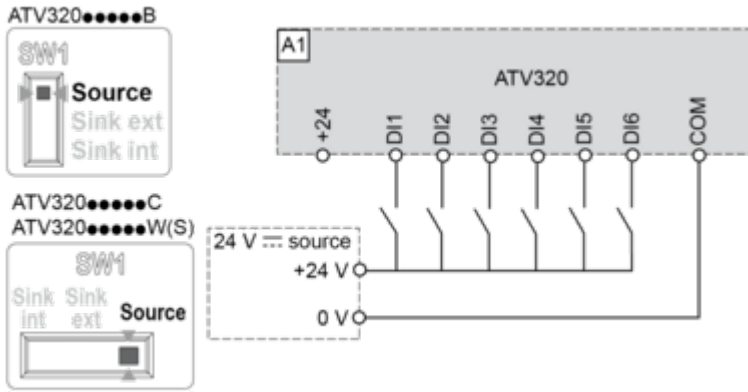 ATV320●●●●●B
SW1
Source
Sink ext
Sink int
ATV320●●●●●C
ATV320●●●●●W(S)
SW1
Sink int
Sink ext
Source
A1
ATV320
+24
DI1
DI2
DI3
DI4
DI5
DI6
COM
24 V ⎓ source
+24 V
0 V